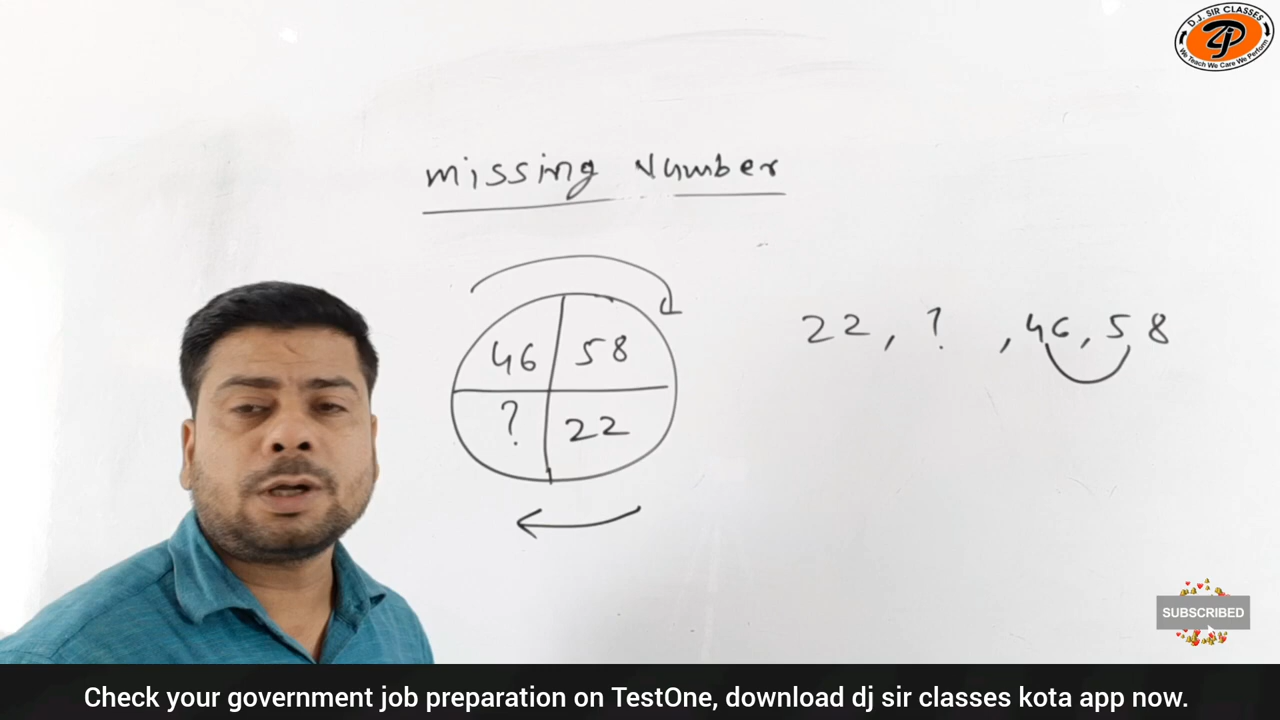 D.J. SIR CLASSES
ZJ
We Teach We Care We Perform
missing Number
46 58
? 22
22, ? , 46, 58
SUBSCRIBED
Check your government job preparation on TestOne, download dj sir classes kota app now.